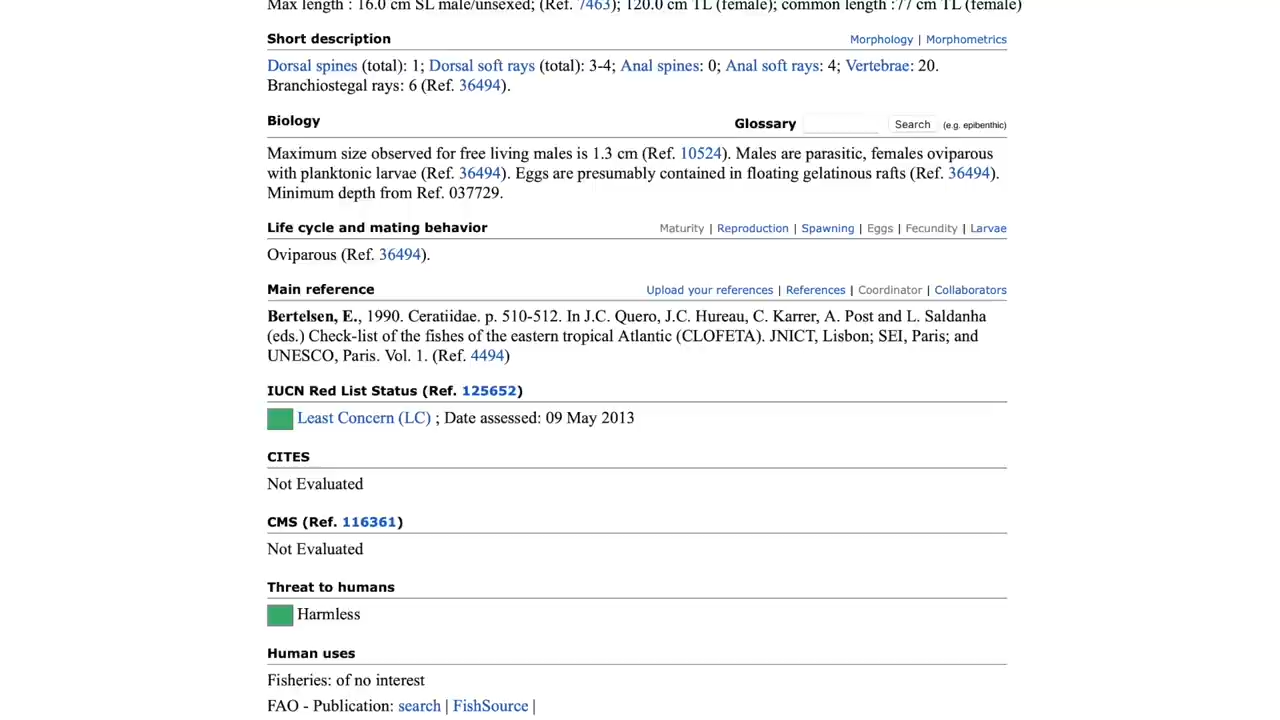 Max length : 16.0 cm SL male/unsexed; (Ref. 7463); 120.0 cm TL (female); common length :77 cm TL (female)
Short description Morphology | Morphometrics
Dorsal spines (total): 1; Dorsal soft rays (total): 3-4; Anal spines: 0; Anal soft rays: 4; Vertebrae: 20.
Branchiostegal rays: 6 (Ref. 36494).
Biology Glossary Search (e.g. epibenthic)
Maximum size observed for free living males is 1.3 cm (Ref. 10524). Males are parasitic, females oviparous
with planktonic larvae (Ref. 36494). Eggs are presumably contained in floating gelatinous rafts (Ref. 36494).
Minimum depth from Ref. 037729.
Life cycle and mating behavior Maturity | Reproduction | Spawning | Eggs | Fecundity | Larvae
Oviparous (Ref. 36494).
Main reference Upload your references | References | Coordinator | Collaborators
Bertelsen, E., 1990. Ceratiidae. p. 510-512. In J.C. Quero, J.C. Hureau, C. Karrer, A. Post and L. Saldanha
(eds.) Check-list of the fishes of the eastern tropical Atlantic (CLOFETA). JNICT, Lisbon; SEI, Paris; and
UNESCO, Paris. Vol. 1. (Ref. 4494)
IUCN Red List Status (Ref. 125652)
Least Concern (LC) ; Date assessed: 09 May 2013
CITES
Not Evaluated
CMS (Ref. 116361)
Not Evaluated
Threat to humans
Harmless
Human uses
Fisheries: of no interest
FAO - Publication: search | FishSource |